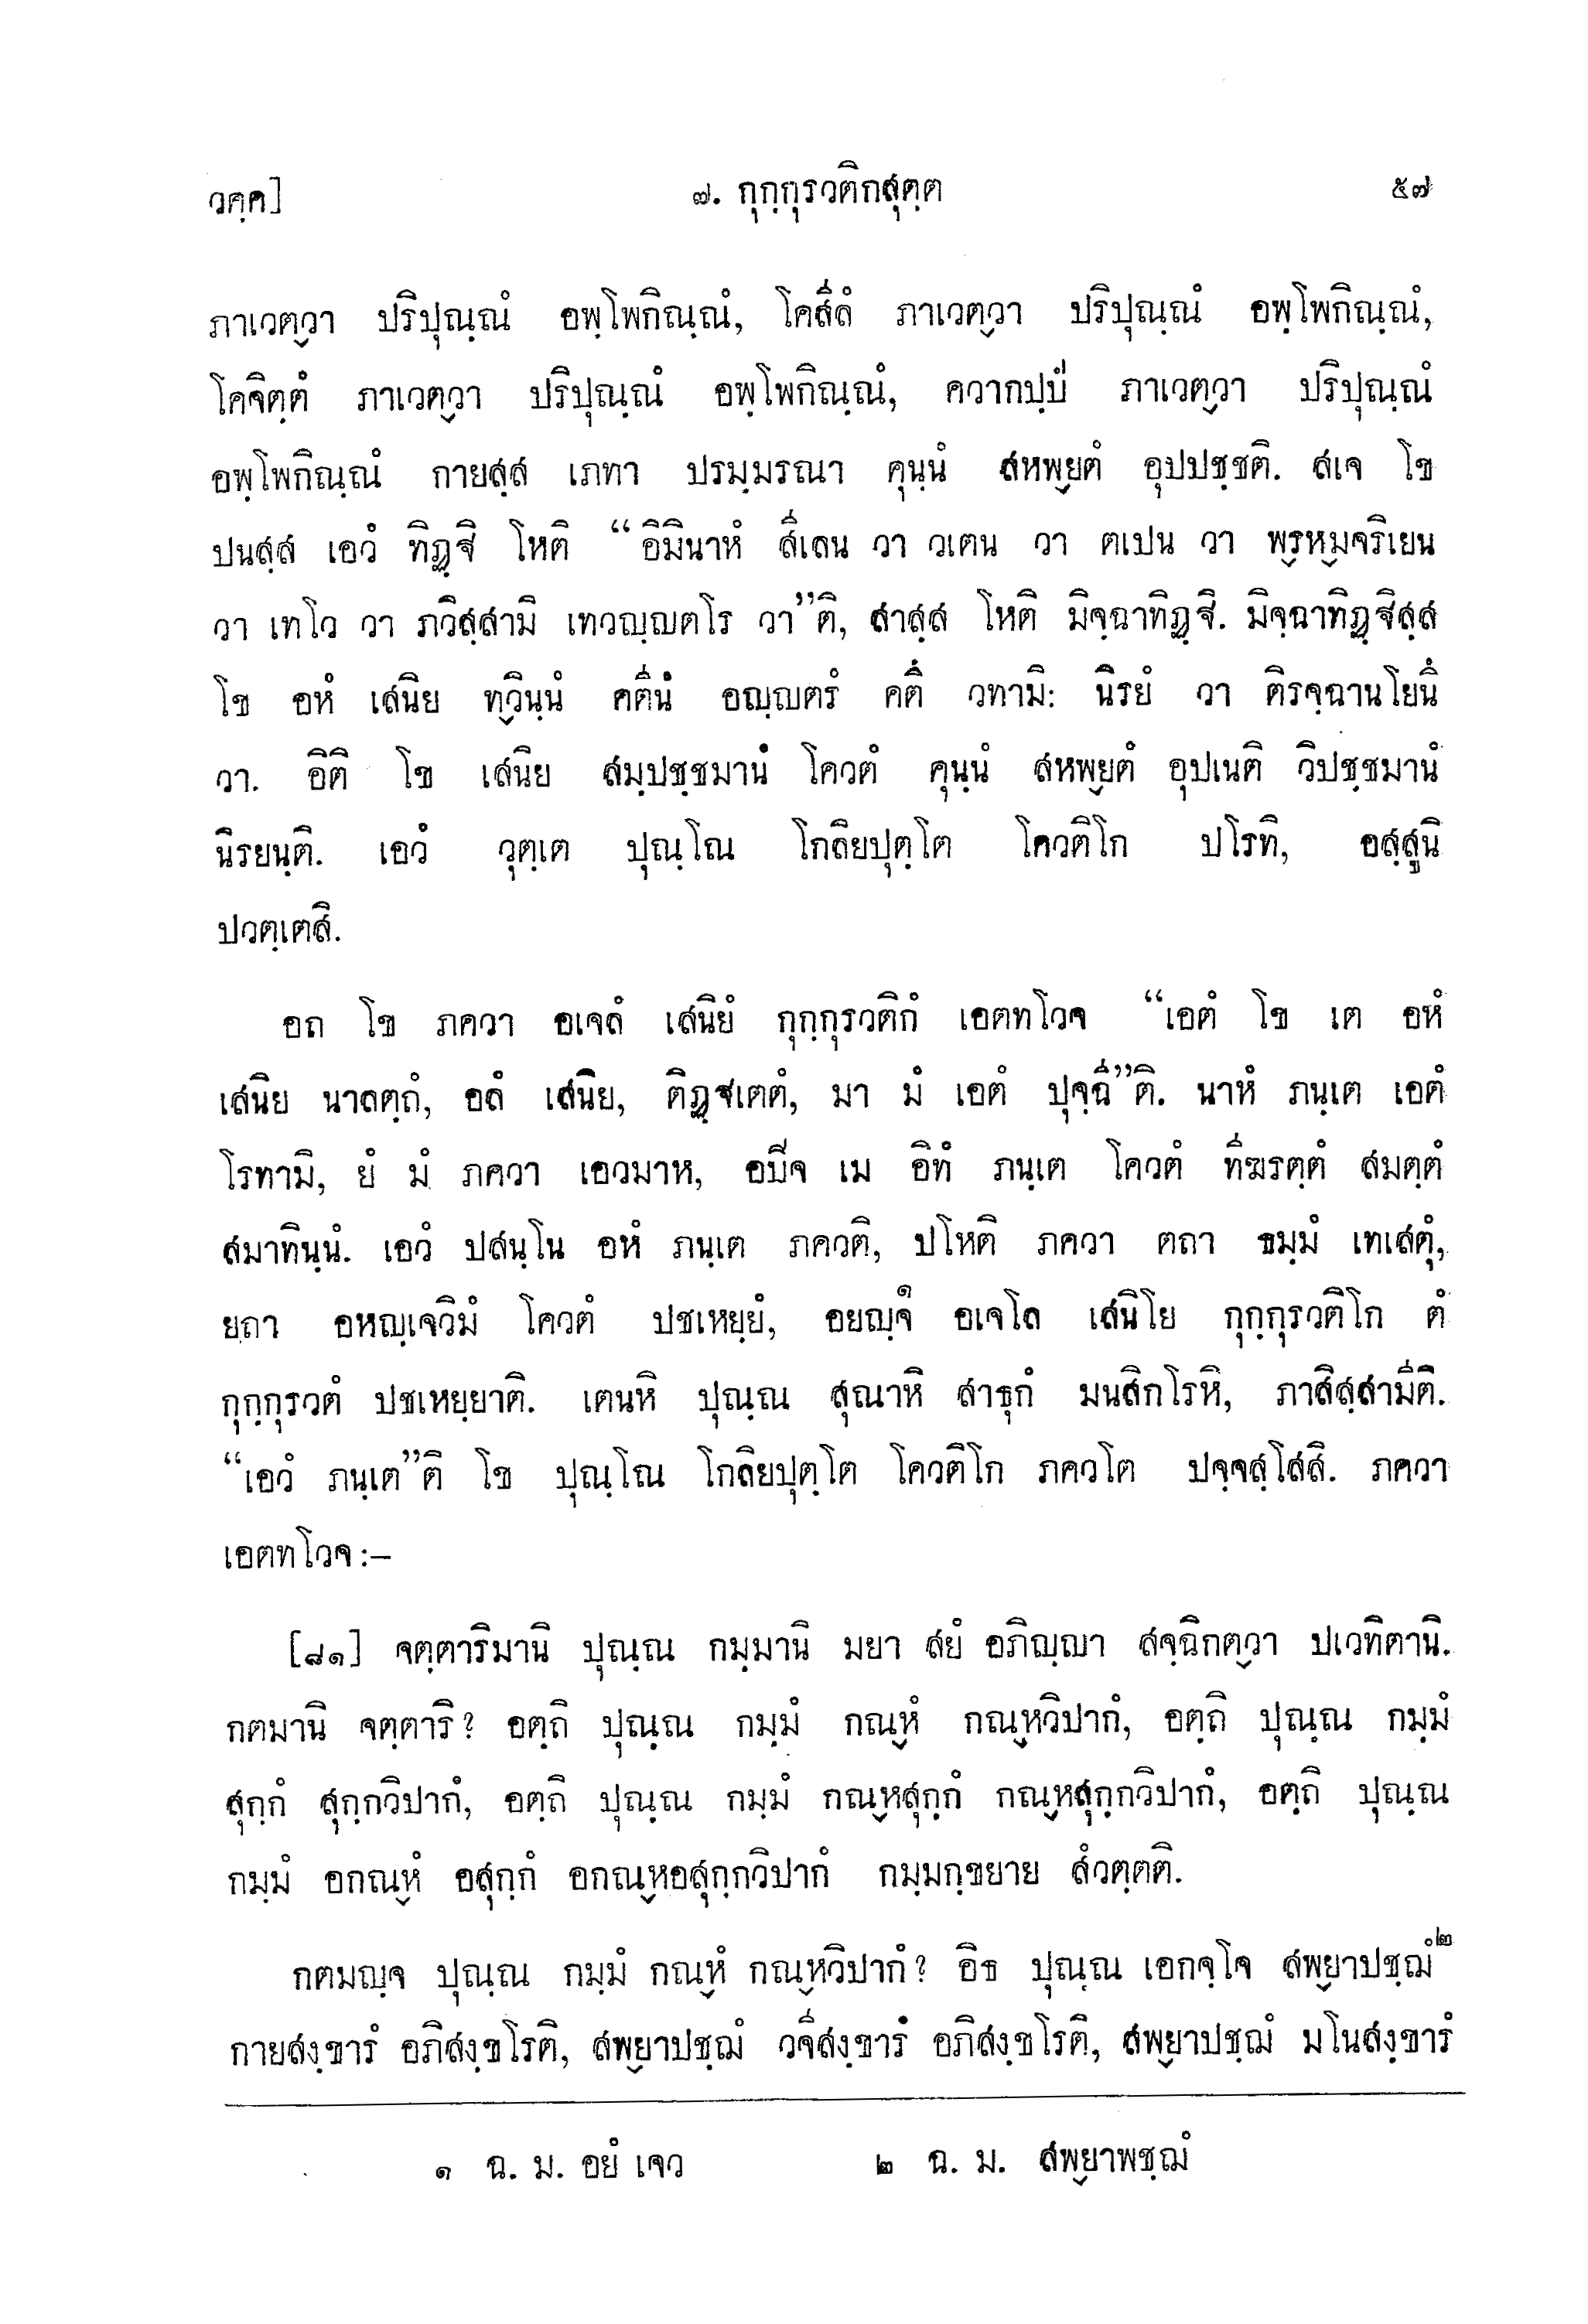 วคฺค] ๗. กุกฺกุรวติกสุตฺต ๕๗
ภาเวตฺวา ปริปุณฺณํ อพฺโพกิณฺณํ, โคสีลํ ภาเวตฺวา ปริปุณฺณํ อพฺโพกิณฺณํ,
โคจิตฺตํ ภาเวตฺวา ปริปุณฺณํ อพฺโพกิณฺณํ, ควากปฺปํ ภาเวตฺวา ปริปุณฺณํ
อพฺโพกิณฺณํ กายสฺส เภทา ปรมฺมรณา คุนฺนํ สหพฺยตํ อุปปชฺชติ. สเจ โข
ปนสฺส เอวํ ทิฏฺฐิ โหติ “อิมินาหํ สีเลน วา วเตน วา ตเปน วา พฺรหฺมจริเยน
วา เทโว วา ภวิสฺสามิ เทวญฺญตโร วา”ติ, สาสฺส โหติ มิจฺฉาทิฏฺฐิ. มิจฺฉาทิฏฺฐิสฺส
โข อหํ เสนิย ทฺวินฺนํ คตีนํ อญฺญตรํ คตึ วทามิ: นิรยํ วา ติรจฺฉานโยนึ
วา. อิติ โข เสนิย สมฺปชฺชมานํ โควตํ คุนฺนํ สหพฺยตํ อุปเนติ วิปชฺชมานํ
นิรยนฺติ. เอวํ วุตฺเต ปุณฺโณ โกลิยปุตฺโต โควติโก ปโรทิ, อสฺสูนิ
ปวตฺเตสิ.
อถ โข ภควา อเจลํ เสนิยํ กุกฺกุรวติกํ เอตทโวจ “เอตํ โข เต อหํ
เสนิย นาลตฺถํ, อลํ เสนิย, ติฏฺฐเตตํ, มา มํ เอตํ ปุจฺฉี”ติ. นาหํ ภนฺเต เอตํ
โรทามิ, ยํ มํ ภควา เอวมาห, อปีจ เม อิทํ ภนฺเต โควตํ ทีฆรตฺตํ สมตฺตํ
สมาทินฺนํ. เอวํ ปสนฺโน อหํ ภนฺเต ภควติ, ปโหติ ภควา ตถา ธมฺมํ เทเสตุํ,
ยถา อหญฺเจวิมํ โควตํ ปชเหยฺยํ, อยญฺจ๑ อเจโล เสนิโย กุกฺกุรวติโก ตํ
กุกฺกุรวตํ ปชเหยฺยาติ. เตนหิ ปุณฺณ สุณาหิ สาธุกํ มนสิกโรหิ, ภาสิสฺสามีติ.
“เอวํ ภนฺเต”ติ โข ปุณฺโณ โกลิยปุตฺโต โควติโก ภควโต ปจฺจสฺโสสิ. ภควา
เอตทโวจ :–
[๘๑] จตฺตาริมานิ ปุณฺณ กมฺมานิ มยา สยํ อภิญฺญา สจฺฉิกตฺวา ปเวทิตานิ.
กตมานิ จตฺตาริ? อตฺถิ ปุณฺณ กมฺมํ กณฺหํ กณฺหวิปากํ, อตฺถิ ปุณฺณ กมฺมํ
สุกฺกํ สุกฺกวิปากํ, อตฺถิ ปุณฺณ กมฺมํ กณฺหสุกฺกํ กณฺหสุกฺกวิปากํ, อตฺถิ ปุณฺณ
กมฺมํ อกณฺหํ อสุกฺกํ อกณฺหอสุกฺกวิปากํ กมฺมกฺขยาย สํวตฺตติ.
กตมญฺจ ปุณฺณ กมฺมํ กณฺหํ กณฺหวิปากํ? อิธ ปุณฺณ เอกจฺโจ สพฺยาปชฺฌํ๒
กายสงฺขารํ อภิสงฺขโรติ, สพฺยาปชฺฌํ วจีสงฺขารํ อภิสงฺขโรติ, สพฺยาปชฺฌํ มโนสงฺขารํ
๑ ฉ. ม. อยํ เจว ๒ ฉ. ม. สพฺยาพชฺฌํ